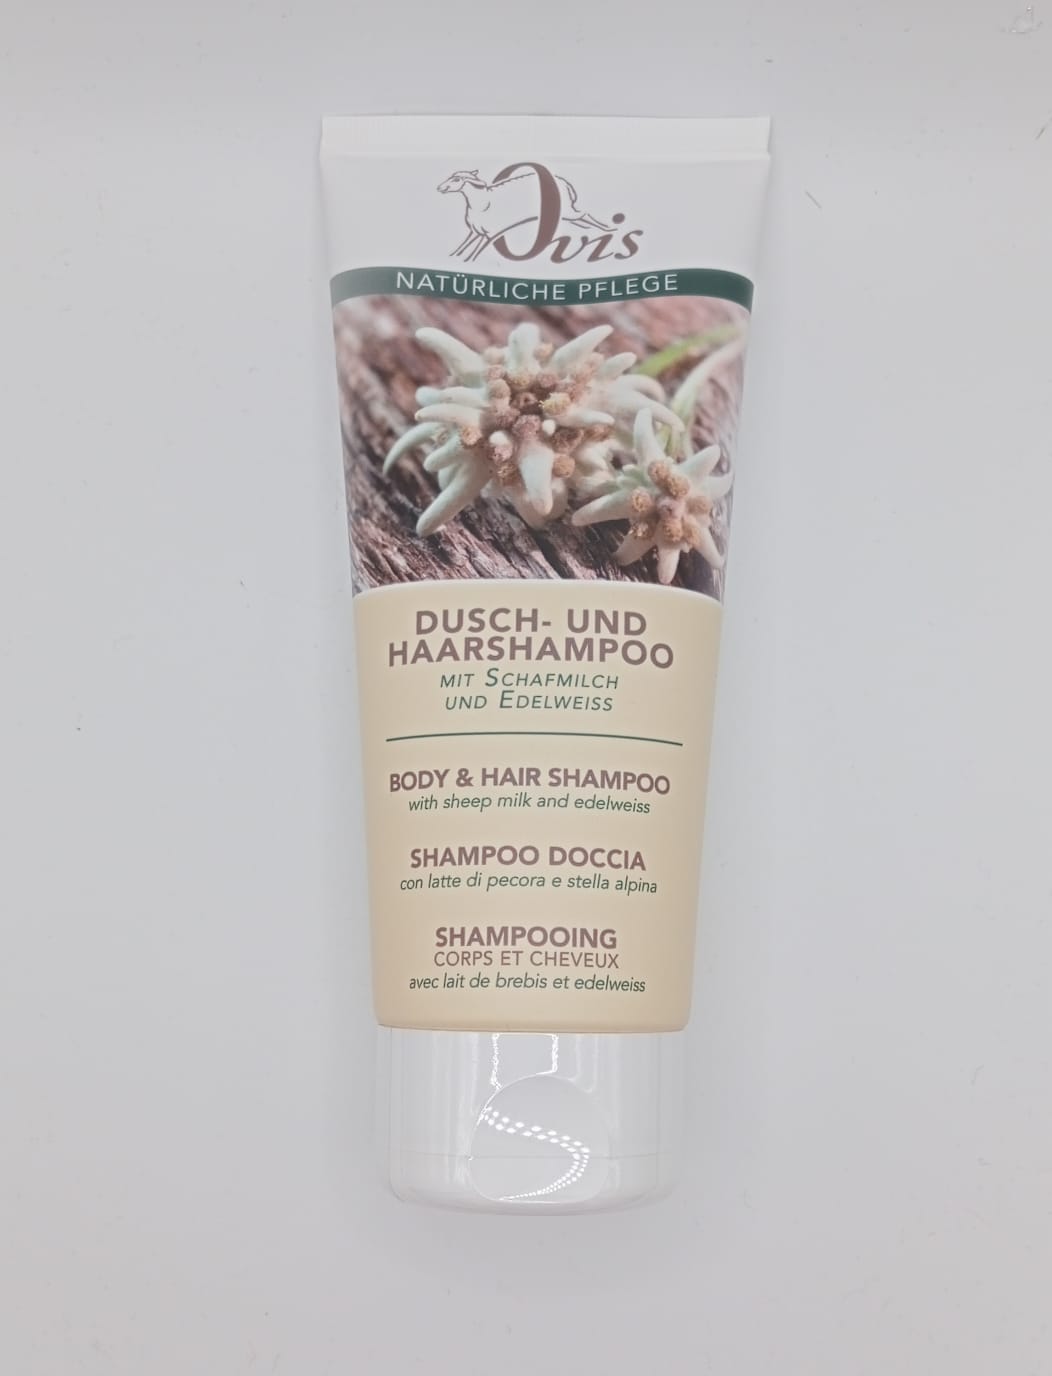 Ovis
NATÜRLICHE PFLEGE
DUSCH- UND
HAARSHAMPOO
MIT SCHAFMILCH
UND EDELWEISS
BODY & HAIR SHAMPOO
with sheep milk and edelweiss
SHAMPOO DOCCIA
con latte di pecora e stella alpina
SHAMPOOING
CORPS ET CHEVEUX
avec lait de brebis et edelweiss